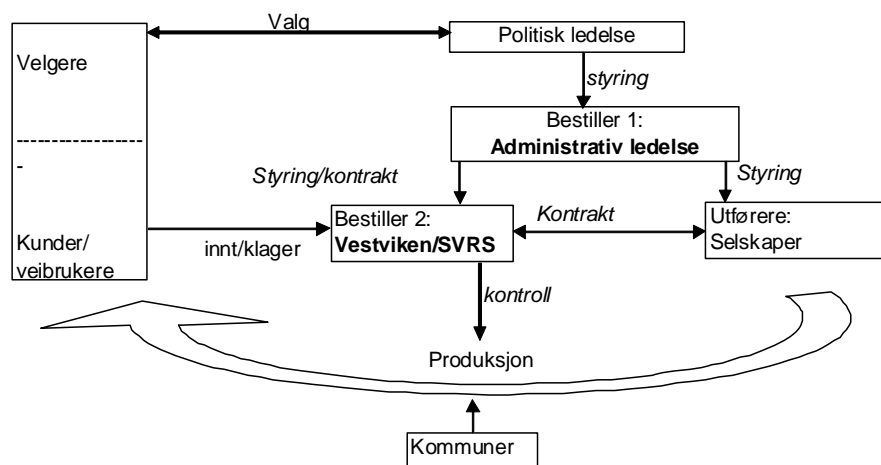 Valg
Politisk ledelse
Velgere
styring
Bestiller 1:
Administrativ ledelse
-----------------------
-
Styring/kontrakt
Styring
Bestiller 2:
Vestviken/SVRS
Kontrakt
Utførere:
Selskaper
Kunder/
veibrukere
innt/klager
kontroll
Produksjon
Kommuner